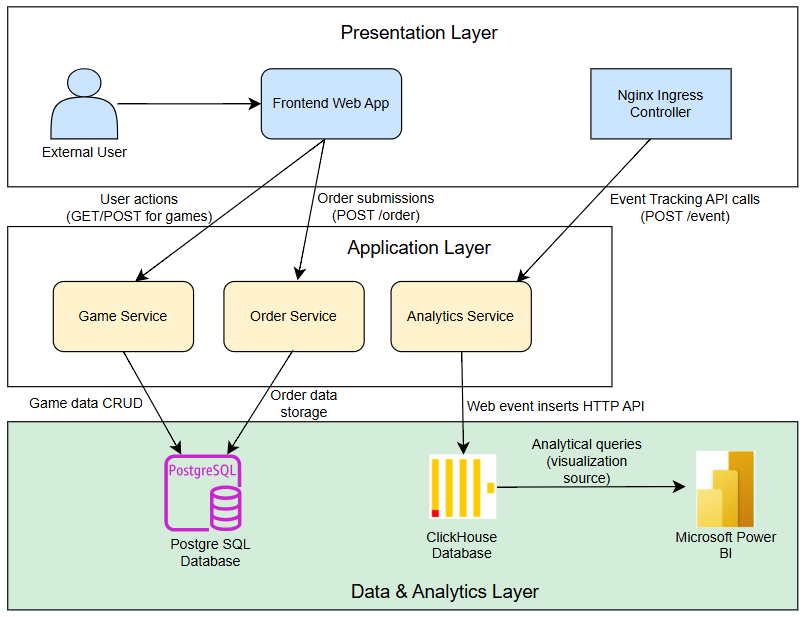 Presentation Layer
External User
Frontend Web App
Nginx Ingress
Controller
User actions
(GET/POST for games)
Order submissions
(POST /order)
Event Tracking API calls
(POST /event)
Application Layer
Game Service
Order Service
Analytics Service
Game data CRUD
Order data
storage
Web event inserts HTTP API
PostgreSQL
Postgre SQL
Database
ClickHouse
Database
Analytical queries
(visualization
source)
Microsoft Power
BI
Data & Analytics Layer